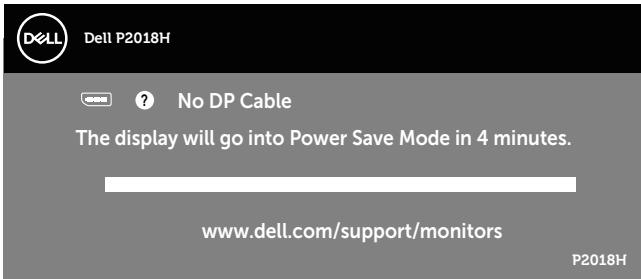 DELL
Dell P2018H
? No DP Cable
The display will go into Power Save Mode in 4 minutes.
www.dell.com/support/monitors
P2018H